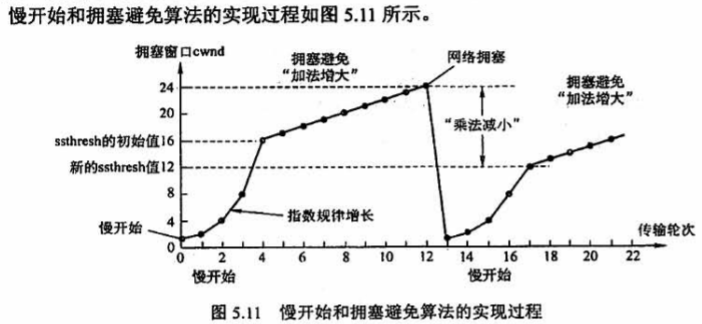 慢开始和拥塞避免算法的实现过程如图 5.11 所示。
拥塞窗口cwnd
拥塞避免
“加法增大”
网络拥塞
拥塞避免
“加法增大”
24
20
“乘法减小”
ssthresh的初始值16
新的ssthresh值12
8
4
指数规律增长
慢开始
0
传输轮次
0 2 4 6 8 10 12 14 16 18 20 22
慢开始 慢开始
图 5.11 慢开始和拥塞避免算法的实现过程